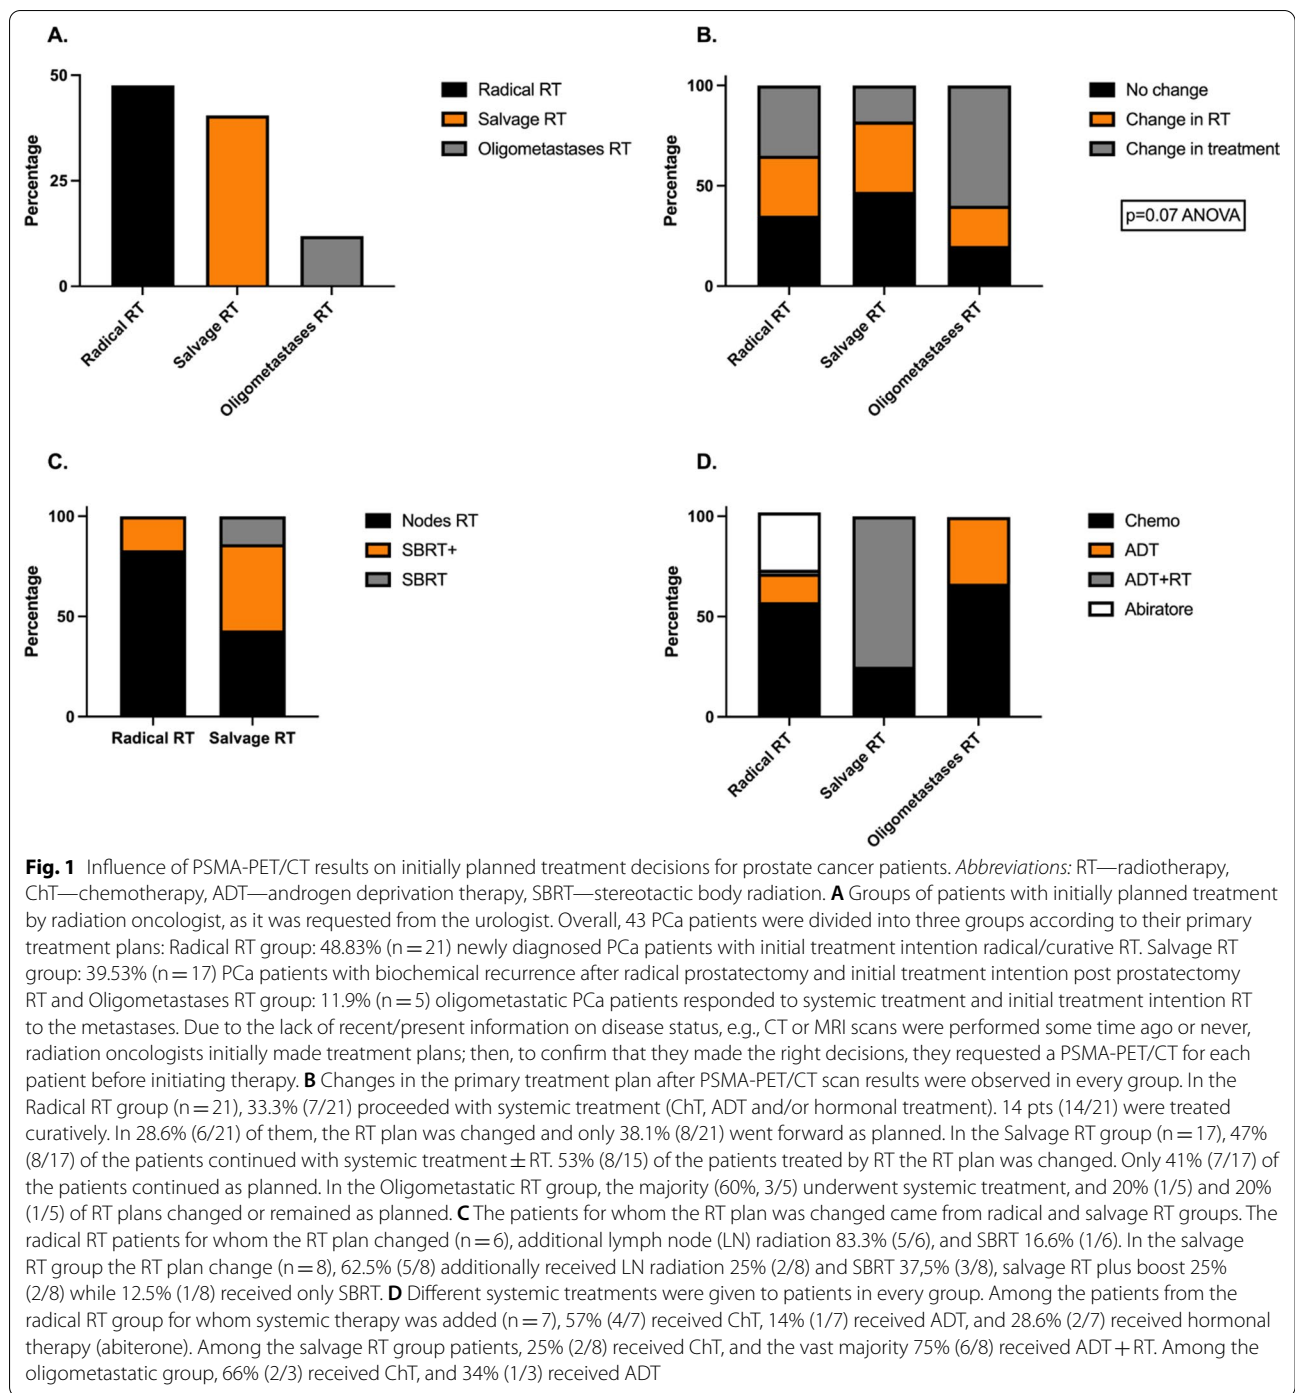 A.
50
25
0
Percentage
Radical RT
Salvage RT
Oligometastases RT
Radical RT
Salvage RT
Oligometastases RT
B.
100
50
0
Percentage
Radical RT
Salvage RT
Oligometastases RT
No change
Change in RT
Change in treatment
p=0.07 ANOVA
C.
100
50
0
Percentage
Radical RT
Salvage RT
Nodes RT
SBRT+
SBRT
D.
100
50
0
Percentage
Radical RT
Salvage RT
Oligometastases RT
Chemo
ADT
ADT+RT
Abiratore
Fig. 1 Influence of PSMA-PET/CT results on initially planned treatment decisions for prostate cancer patients. Abbreviations: RT—radiotherapy,
ChT—chemotherapy, ADT—androgen deprivation therapy, SBRT—stereotactic body radiation. A Groups of patients with initially planned treatment
by radiation oncologist, as it was requested from the urologist. Overall, 43 PCa patients were divided into three groups according to their primary
treatment plans: Radical RT group: 48.83% (n = 21) newly diagnosed PCa patients with initial treatment intention radical/curative RT. Salvage RT
group: 39.53% (n = 17) PCa patients with biochemical recurrence after radical prostatectomy and initial treatment intention post prostatectomy
RT and Oligometastases RT group: 11.9% (n = 5) oligometastatic PCa patients responded to systemic treatment and initial treatment intention RT
to the metastases. Due to the lack of recent/present information on disease status, e.g., CT or MRI scans were performed some time ago or never,
radiation oncologists initially made treatment plans; then, to confirm that they made the right decisions, they requested a PSMA-PET/CT for each
patient before initiating therapy. B Changes in the primary treatment plan after PSMA-PET/CT scan results were observed in every group. In the
Radical RT group (n = 21), 33.3% (7/21) proceeded with systemic treatment (ChT, ADT and/or hormonal treatment). 14 pts (14/21) were treated
curatively. In 28.6% (6/21) of them, the RT plan was changed and only 38.1% (8/21) went forward as planned. In the Salvage RT group (n = 17), 47%
(8/17) of the patients continued with systemic treatment ± RT. 53% (8/15) of the patients treated by RT the RT plan was changed. Only 41% (7/17) of
the patients continued as planned. In the Oligometastatic RT group, the majority (60%, 3/5) underwent systemic treatment, and 20% (1/5) and 20%
(1/5) of RT plans changed or remained as planned. C The patients for whom the RT plan was changed came from radical and salvage RT groups. The
radical RT patients for whom the RT plan changed (n = 6), additional lymph node (LN) radiation 83.3% (5/6), and SBRT 16.6% (1/6). In the salvage
RT group the RT plan change (n = 8), 62.5% (5/8) additionally received LN radiation 25% (2/8) and SBRT 37,5% (3/8), salvage RT plus boost 25%
(2/8) while 12.5% (1/8) received only SBRT. D Different systemic treatments were given to patients in every group. Among the patients from the
radical RT group for whom systemic therapy was added (n = 7), 57% (4/7) received ChT, 14% (1/7) received ADT, and 28.6% (2/7) received hormonal
therapy (abiterone). Among the salvage RT group patients, 25% (2/8) received ChT, and the vast majority 75% (6/8) received ADT + RT. Among the
oligometastatic group, 66% (2/3) received ChT, and 34% (1/3) received ADT